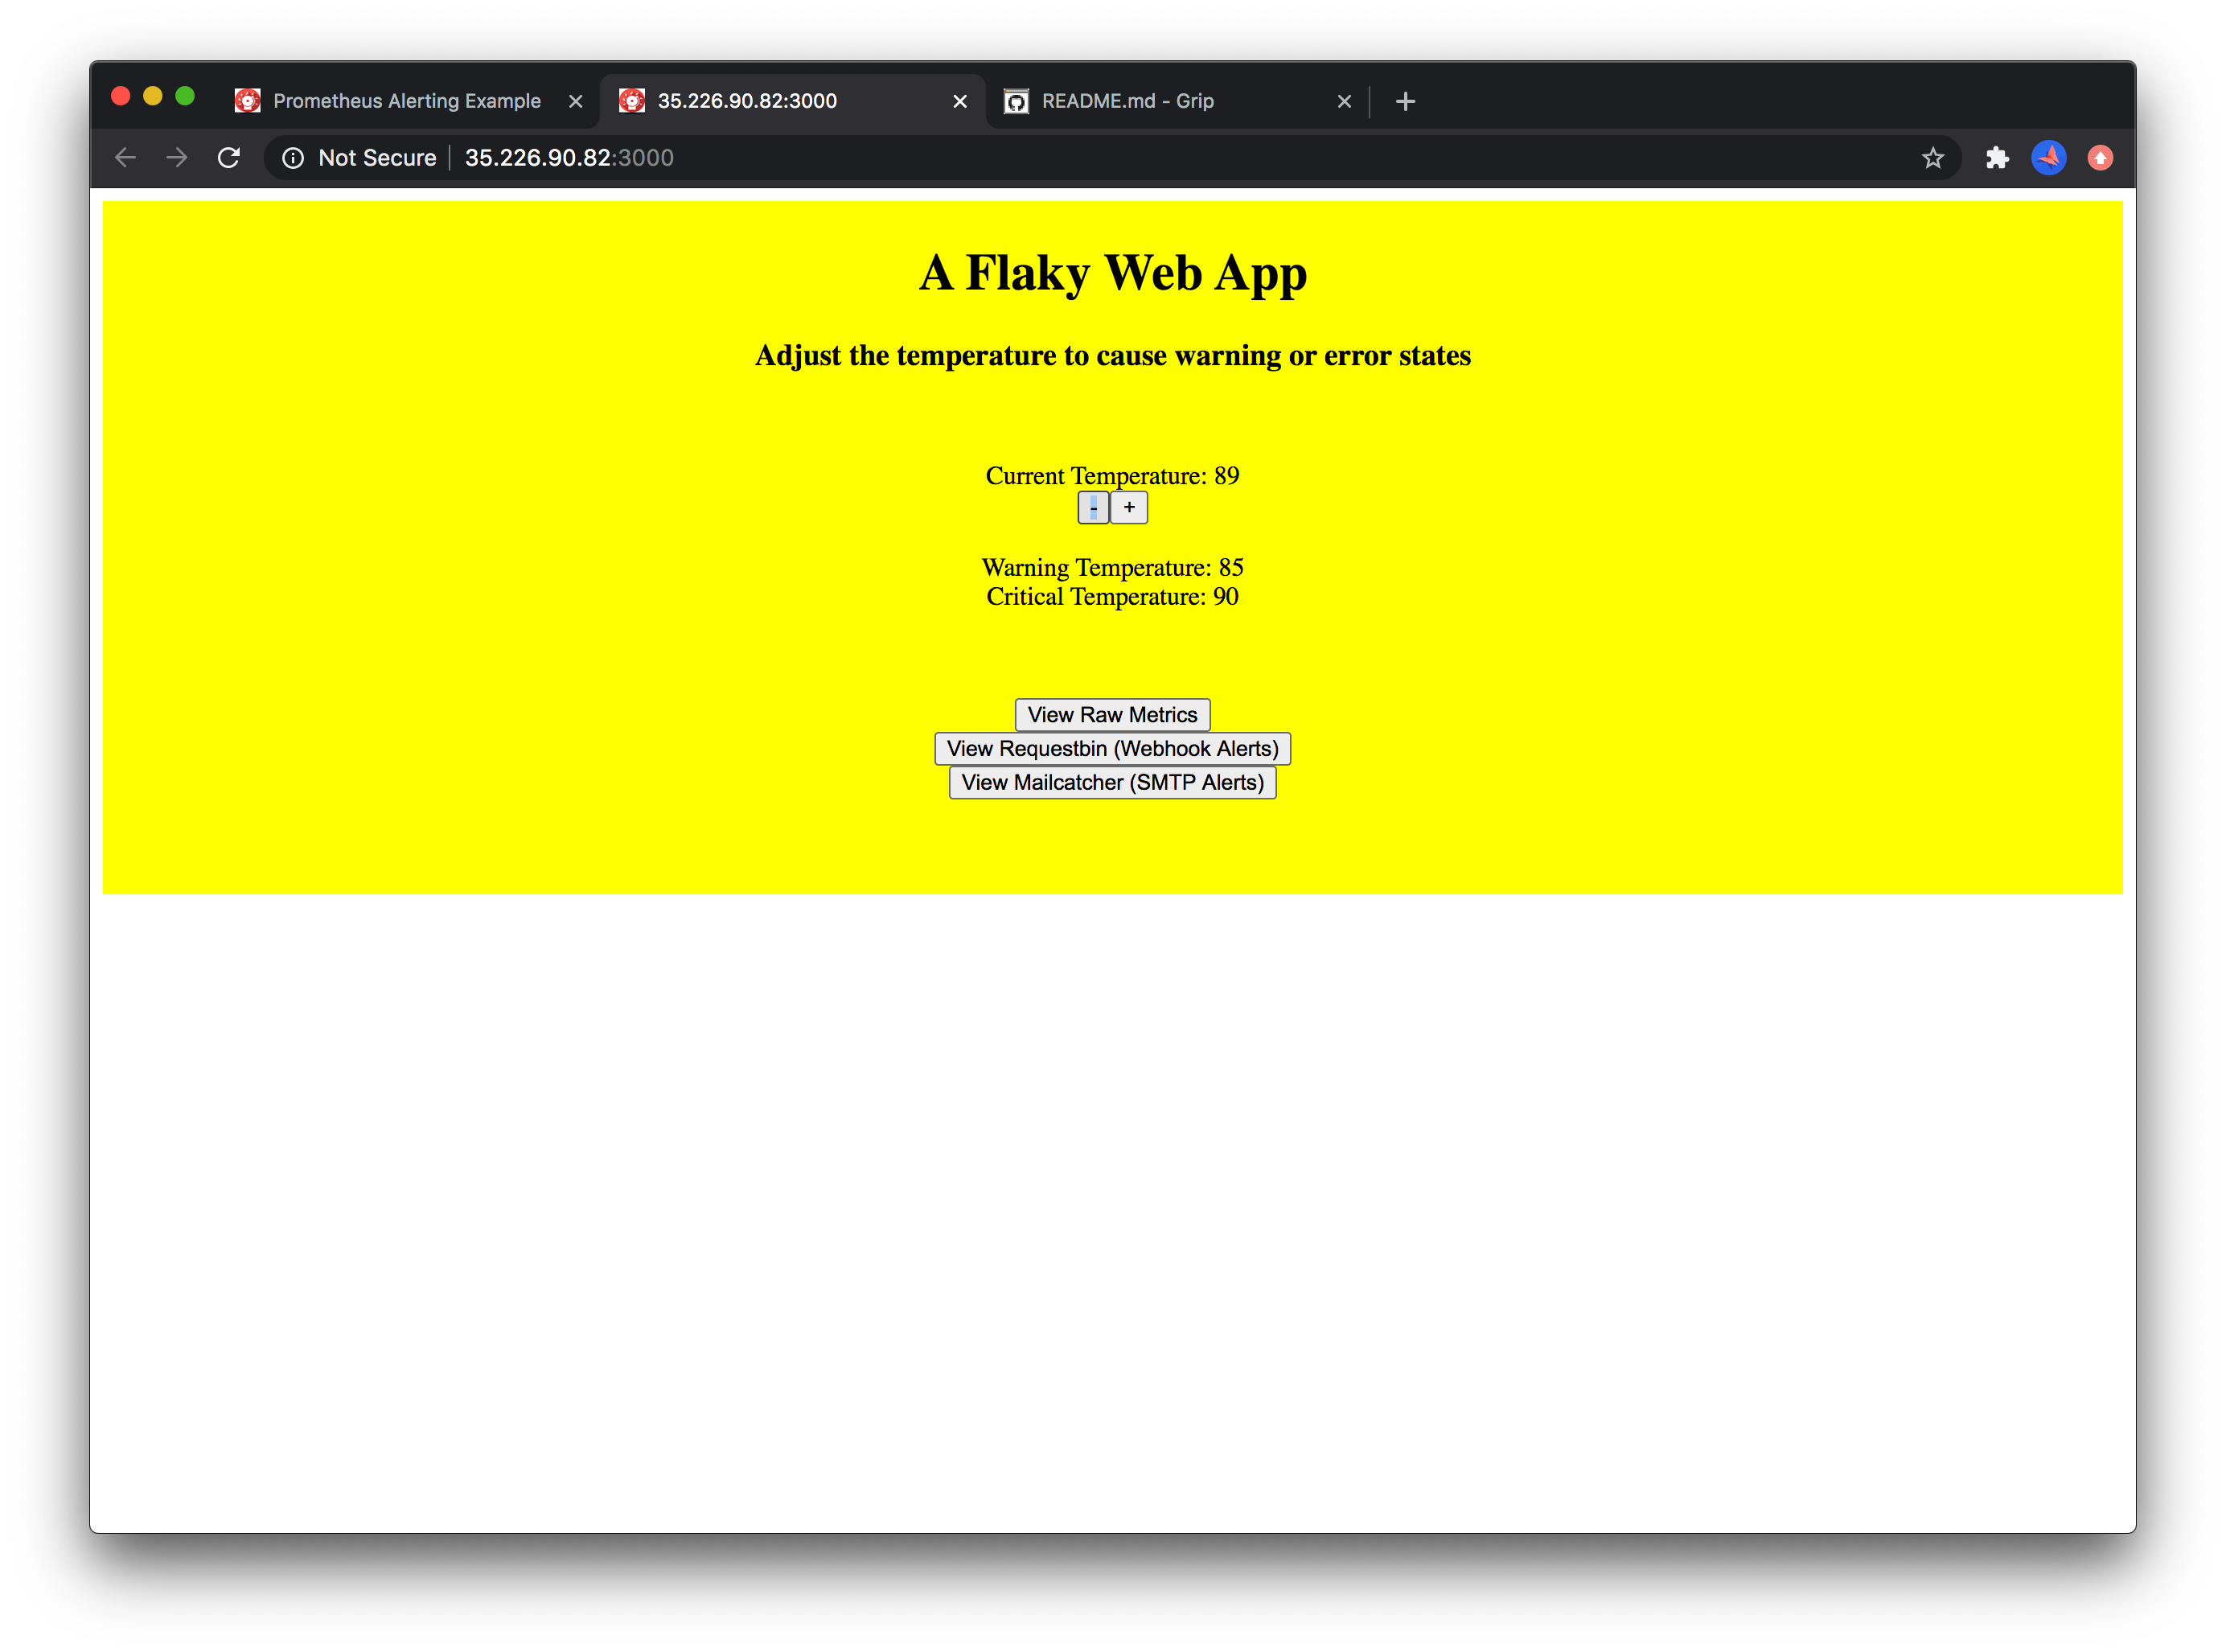 Prometheus Alerting Example
35.226.90.82:3000
README.md - Grip
Not Secure
35.226.90.82:3000
A Flaky Web App
Adjust the temperature to cause warning or error states
Current Temperature: 89
- +
Warning Temperature: 85
Critical Temperature: 90
View Raw Metrics
View Requestbin (Webhook Alerts)
View Mailcatcher (SMTP Alerts)